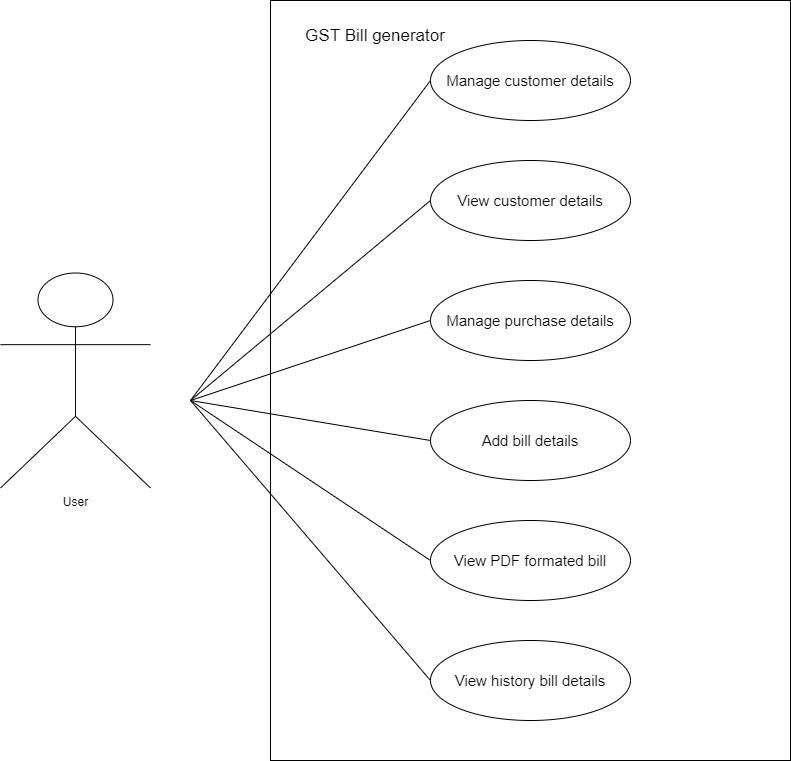 GST Bill generator
Manage customer details
View customer details
Manage purchase details
Add bill details
User
View PDF formated bill
View history bill details